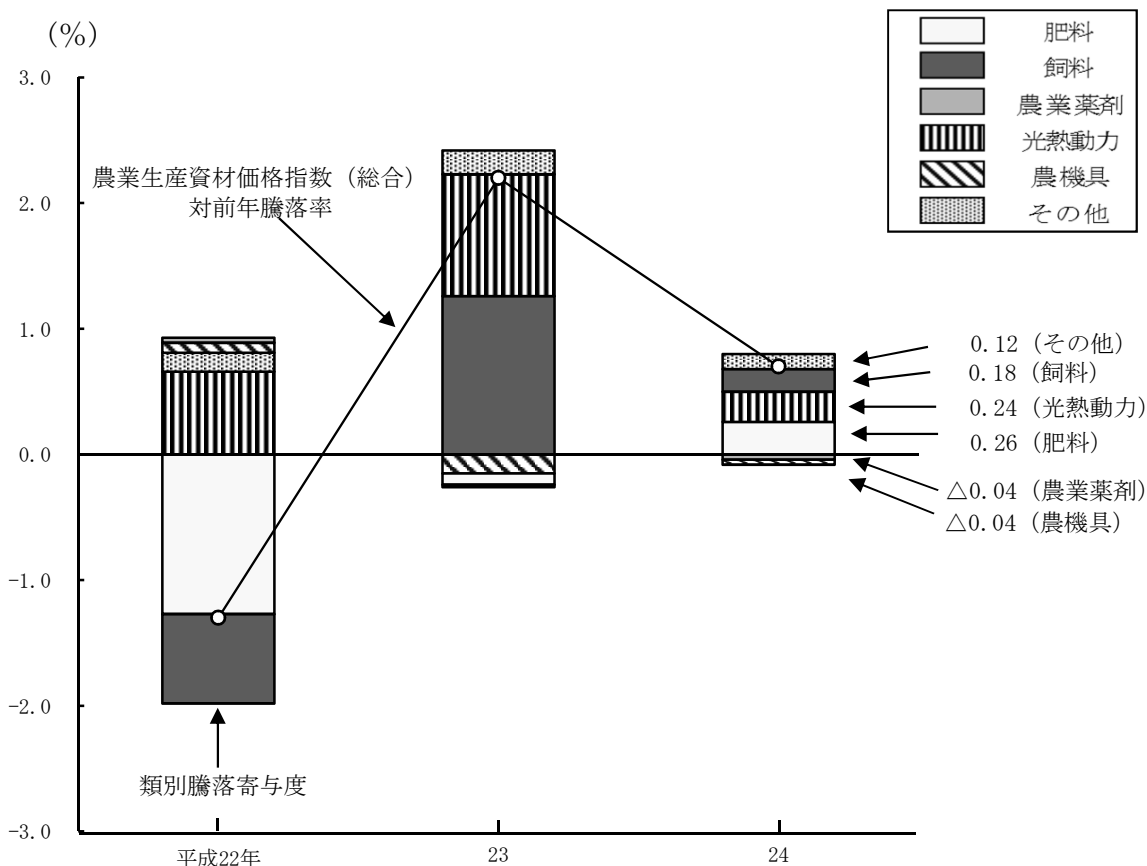 (%)
3.0
2.0
1.0
0.0
-1.0
-2.0
-3.0
農業生産資材価格指数（総合）
対前年騰落率
類別騰落寄与度
平成22年
23
24
肥料
飼料
農業薬剤
光熱動力
農機具
その他
0.12（その他）
0.18（飼料）
0.24（光熱動力）
0.26（肥料）
△0.04（農業薬剤）
△0.04（農機具）